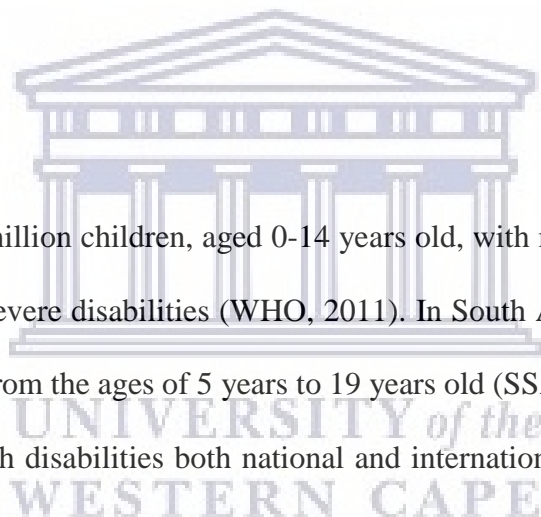 million children, aged 0-14 years old, with
evere disabilities (WHO, 2011). In South
rom the ages of 5 years to 19 years old
UNIVERSITY of the
h disabilities both national and internation
WESTERN CAPE